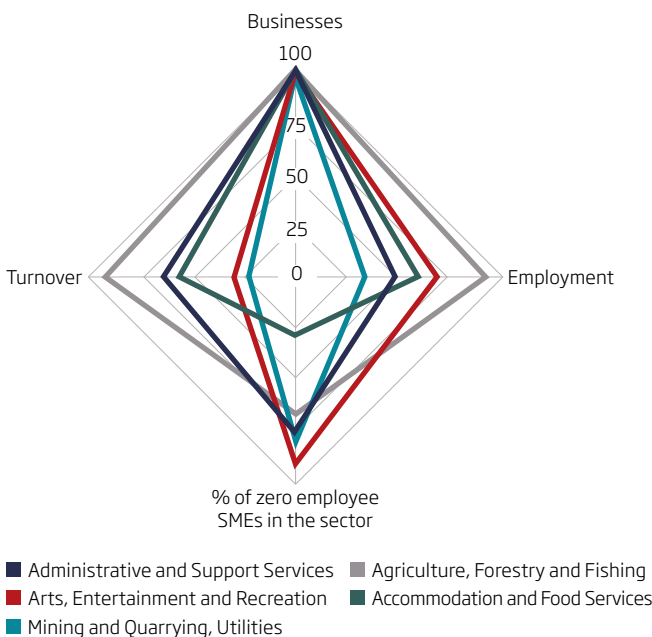 Businesses
100
75
50
25
0
Turnover
Employment
% of zero employee
SMEs in the sector
Administrative and Support Services
Agriculture, Forestry and Fishing
Arts, Entertainment and Recreation
Accommodation and Food Services
Mining and Quarrying, Utilities